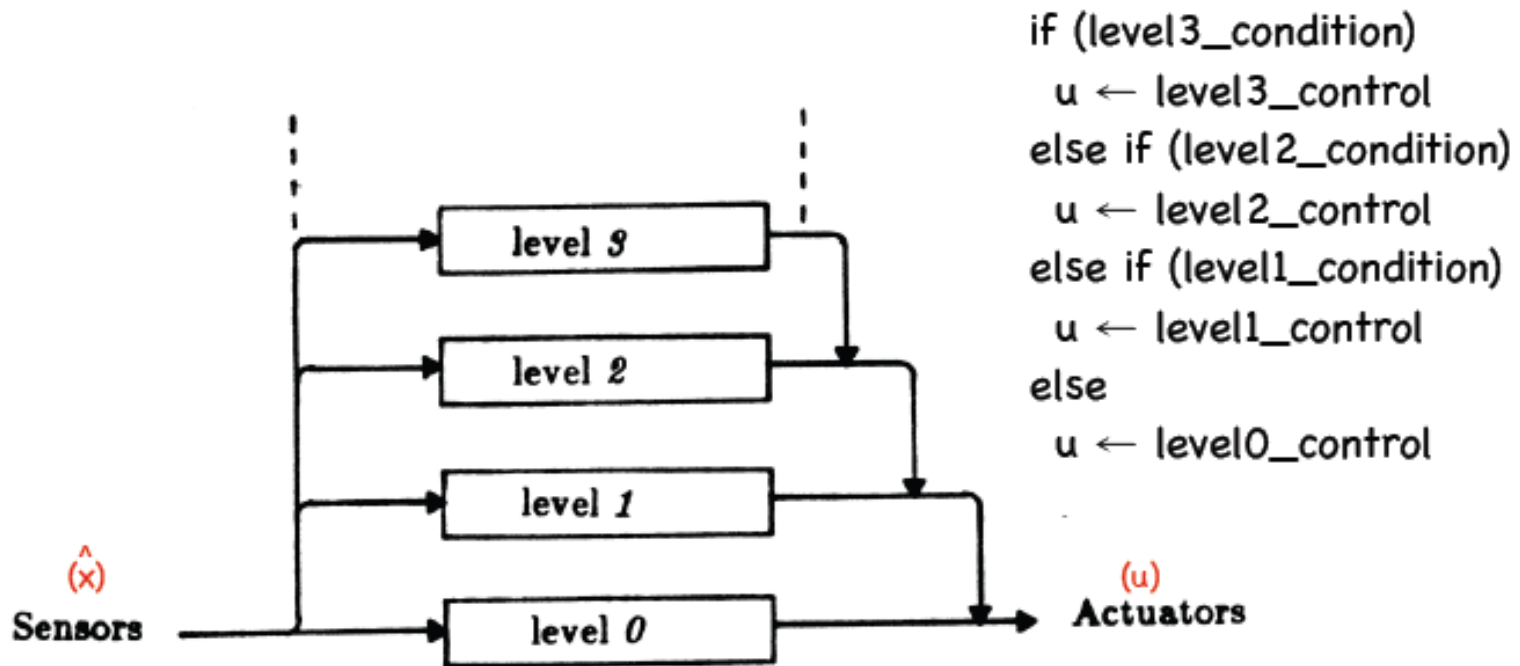 if (level3_condition)
u ← level3_control
else if (level2_condition)
u ← level2_control
else if (level1_condition)
u ← level1_control
else
u ← level0_control
level 3
level 2
level 1
level 0
(x̂)
Sensors
(u)
Actuators